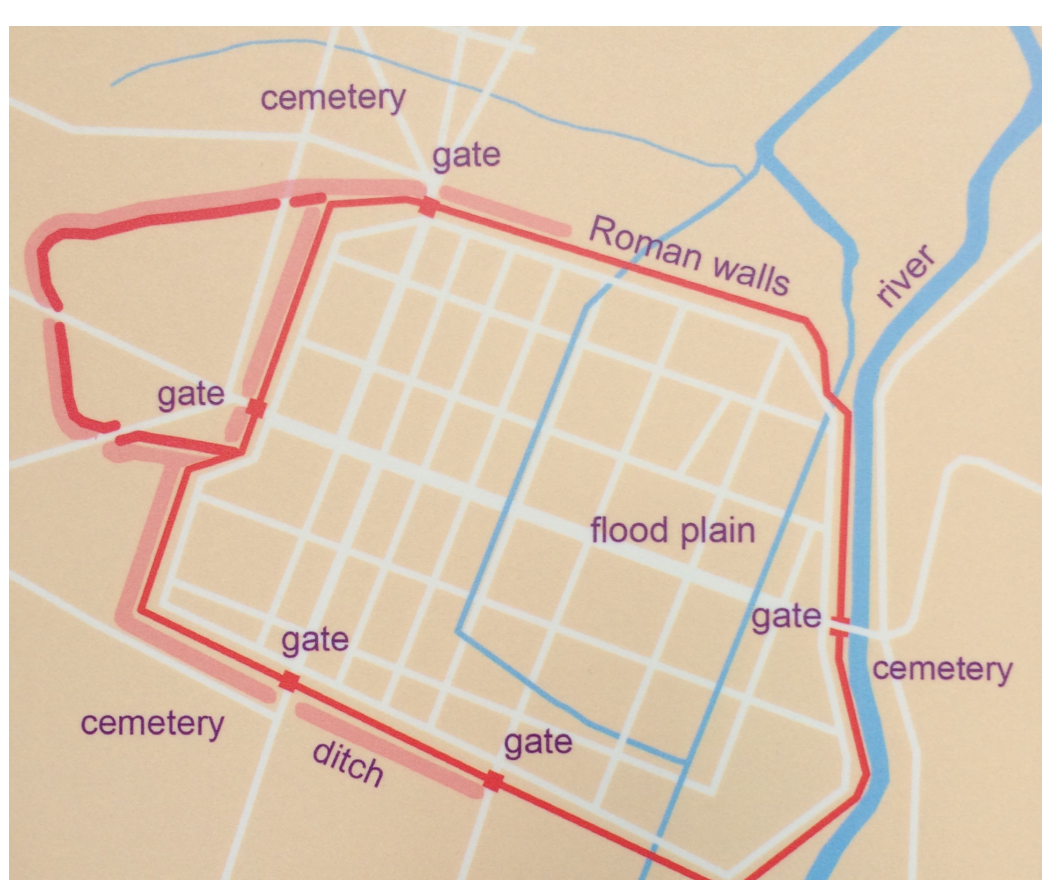 cemetery
gate
Roman walls
river
gate
flood plain
gate
gate
cemetery
cemetery
gate
ditch